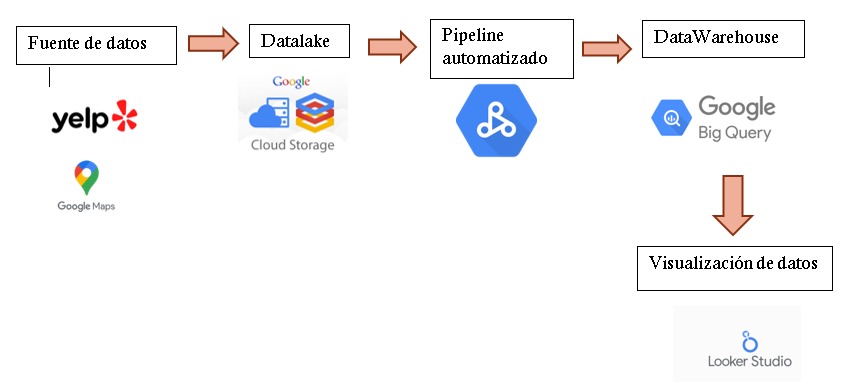 Fuente de datos
Datalake
Pipeline
automatizado
DataWarehouse
yelp
Google Maps
Google
Cloud Storage
Google
Big Query
Visualización de datos
Looker Studio